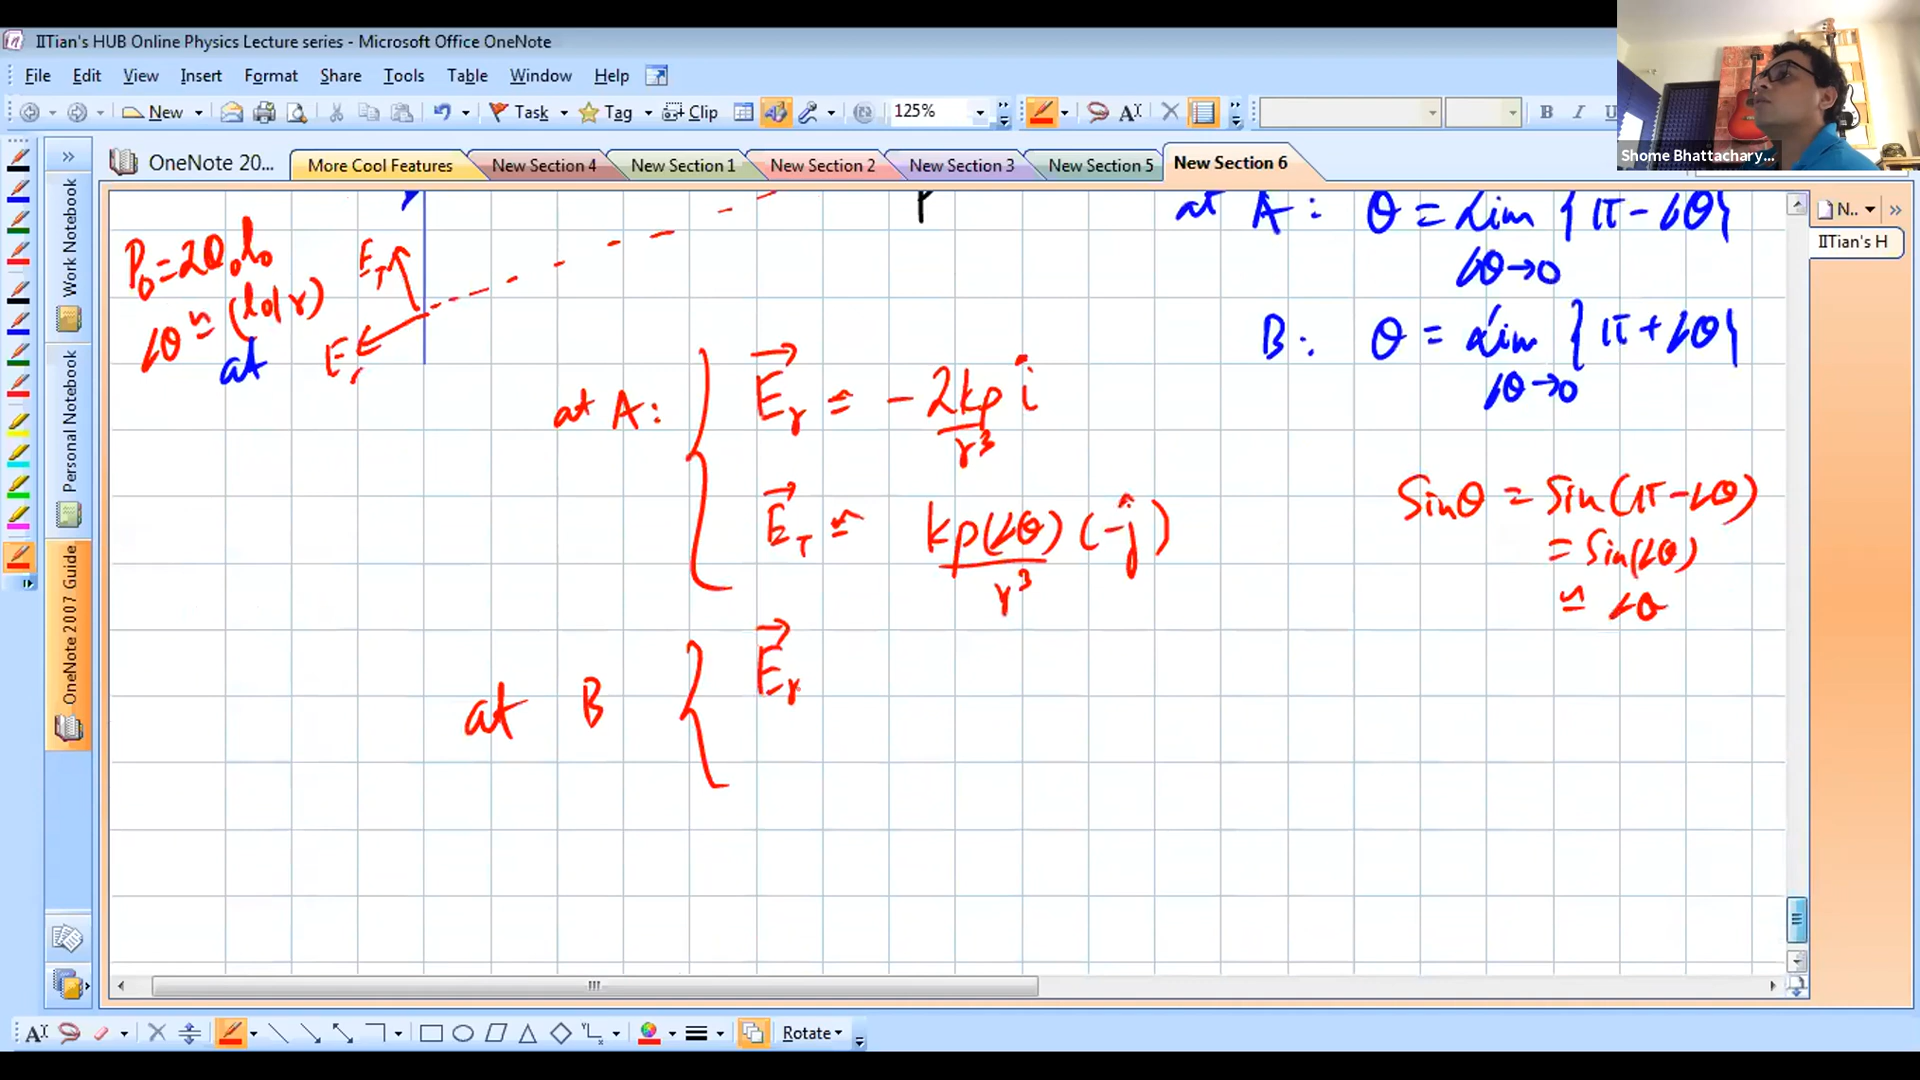 IITian's HUB Online Physics Lecture series - Microsoft Office OneNote
File Edit View Insert Format Share Tools Table Window Help
New Task Tag Clip 125% B I U
Shome Bhattachary...
OneNote 20... More Cool Features New Section 4 New Section 1 New Section 2 New Section 3 New Section 5 New Section 6
N..
IITian's H
Work Notebook
Personal Notebook
OneNote 2007 Guide
P
at A: θ = Lim {π - δθ}
δθ→0
B: θ = Lim {π + δθ}
δθ→0
P₀ = 2Q₀l₀
δθ ≃ (l₀/r)
at
E_T
E_r
at A: { E⃗_r ≃ - 2kp/r³ î
E⃗_T ≃ kp(δθ)/r³ (-ĵ)
Sinθ = Sin(π-δθ)
= Sin(δθ)
≃ δθ
at B { E⃗_r
Rotate